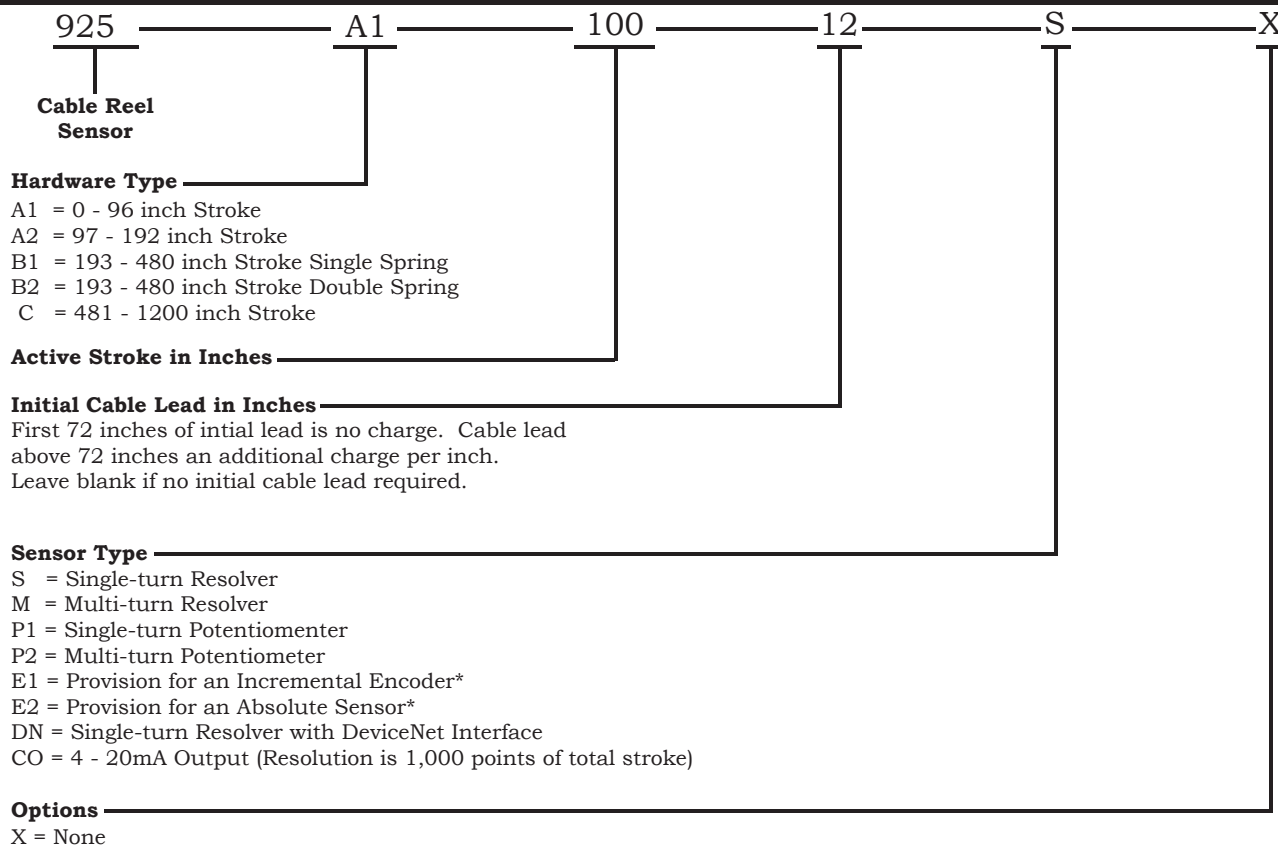 925 A1 100 12 S X
Cable Reel
Sensor
Hardware Type
A1 = 0 - 96 inch Stroke
A2 = 97 - 192 inch Stroke
B1 = 193 - 480 inch Stroke Single Spring
B2 = 193 - 480 inch Stroke Double Spring
C = 481 - 1200 inch Stroke
Active Stroke in Inches
Initial Cable Lead in Inches
First 72 inches of intial lead is no charge. Cable lead
above 72 inches an additional charge per inch.
Leave blank if no initial cable lead required.
Sensor Type
S = Single-turn Resolver
M = Multi-turn Resolver
P1 = Single-turn Potentiomenter
P2 = Multi-turn Potentiometer
E1 = Provision for an Incremental Encoder*
E2 = Provision for an Absolute Sensor*
DN = Single-turn Resolver with DeviceNet Interface
CO = 4 - 20mA Output (Resolution is 1,000 points of total stroke)
Options
X = None